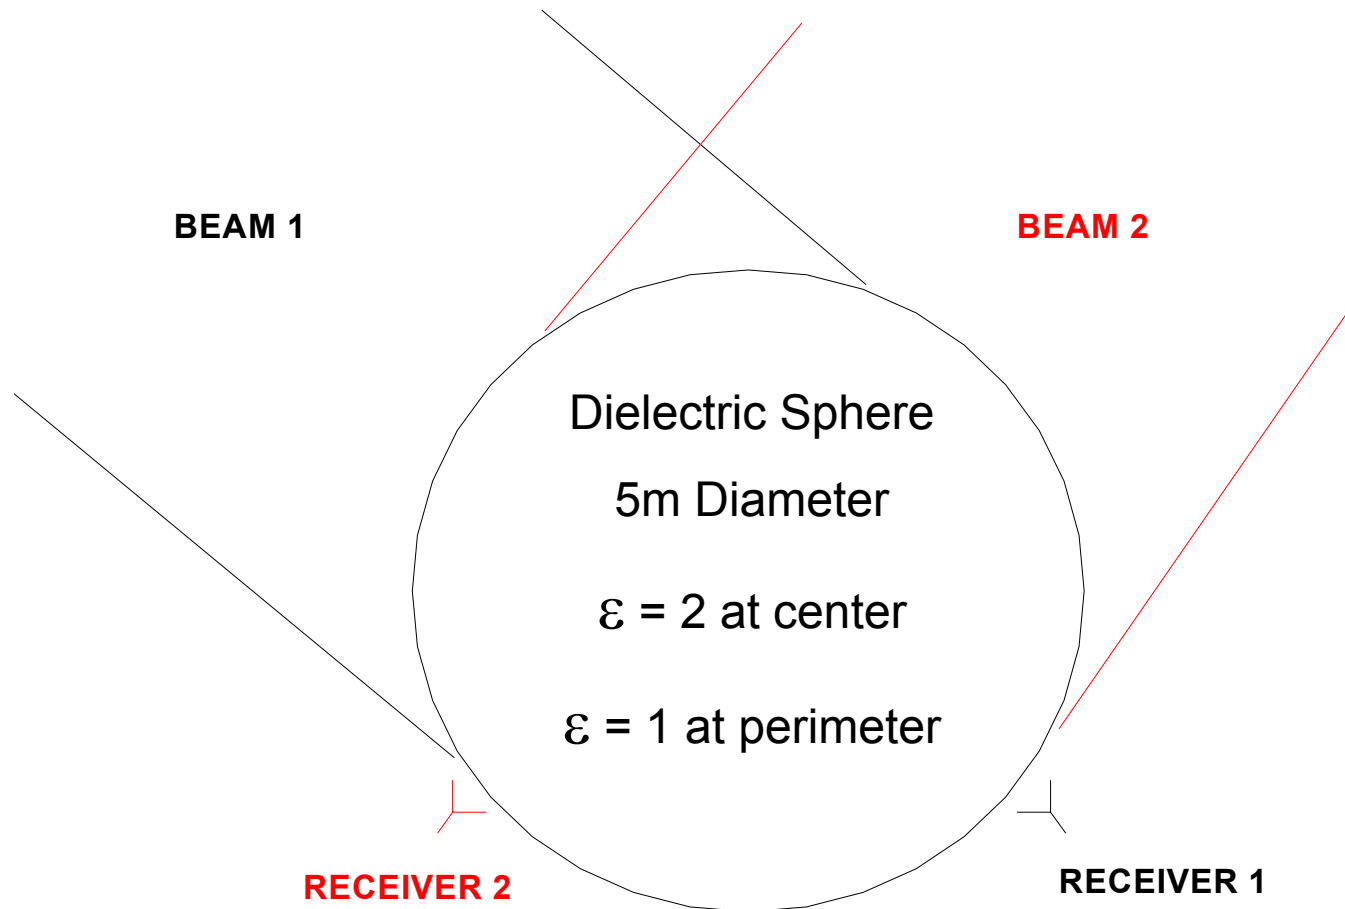 BEAM 1
BEAM 2
Dielectric Sphere
5m Diameter
ε = 2 at center
ε = 1 at perimeter
RECEIVER 2
RECEIVER 1